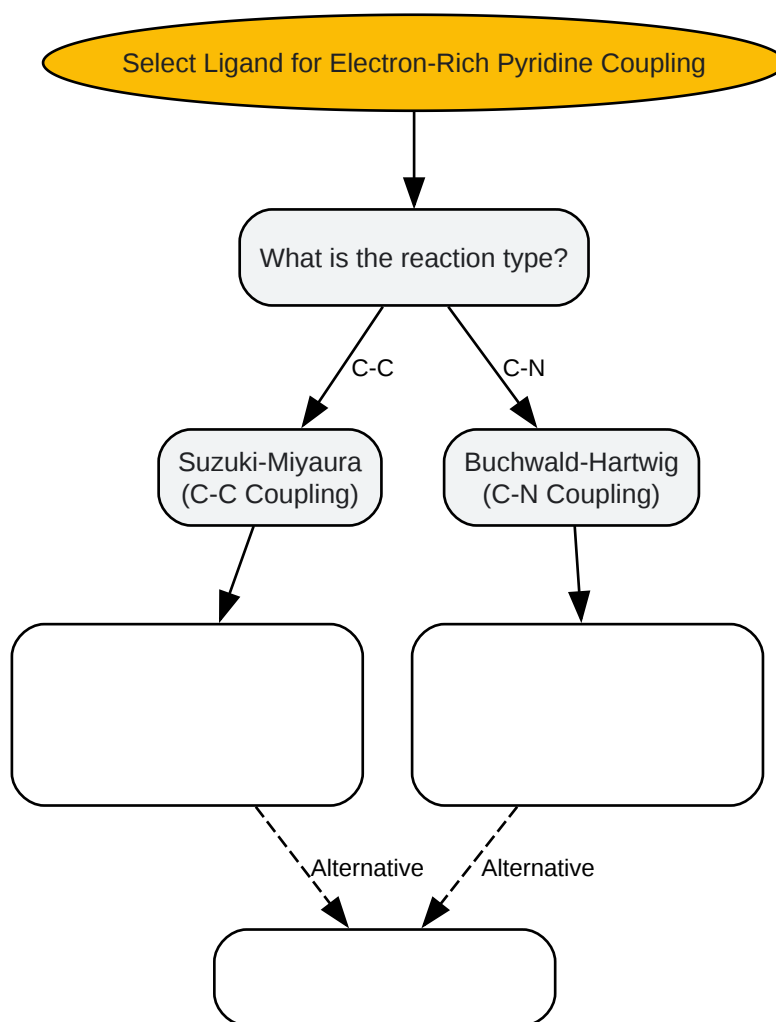 Select Ligand for Electron-Rich Pyridine Coupling
What is the reaction type?
C-C
C-N
Suzuki-Miyaura
(C-C Coupling)
Buchwald-Hartwig
(C-N Coupling)
Alternative
Alternative